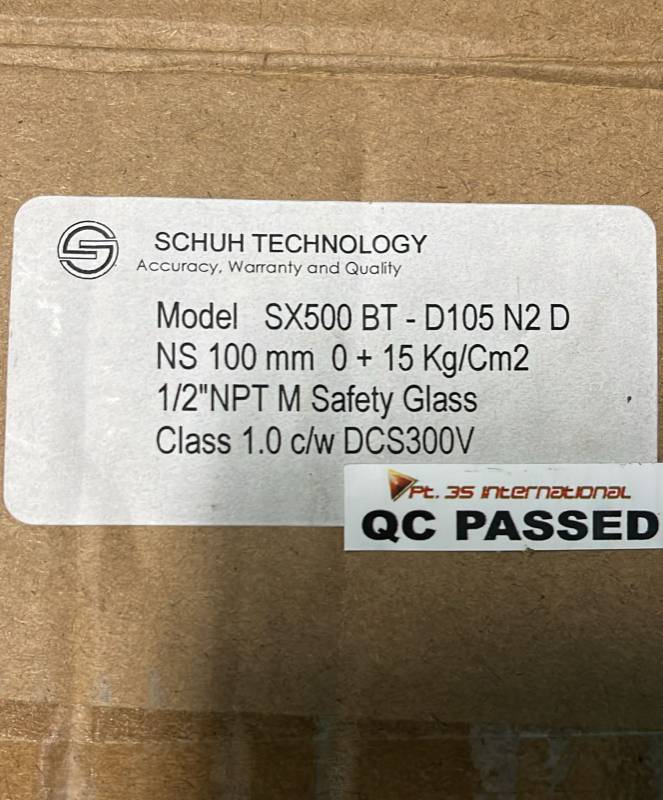 SCHUH TECHNOLOGY
Accuracy, Warranty and Quality
Model SX500 BT - D105 N2 D
NS 100 mm 0 + 15 Kg/Cm2
1/2"NPT M Safety Glass
Class 1.0 c/w DCS300V
Pt. 3S International
QC PASSED